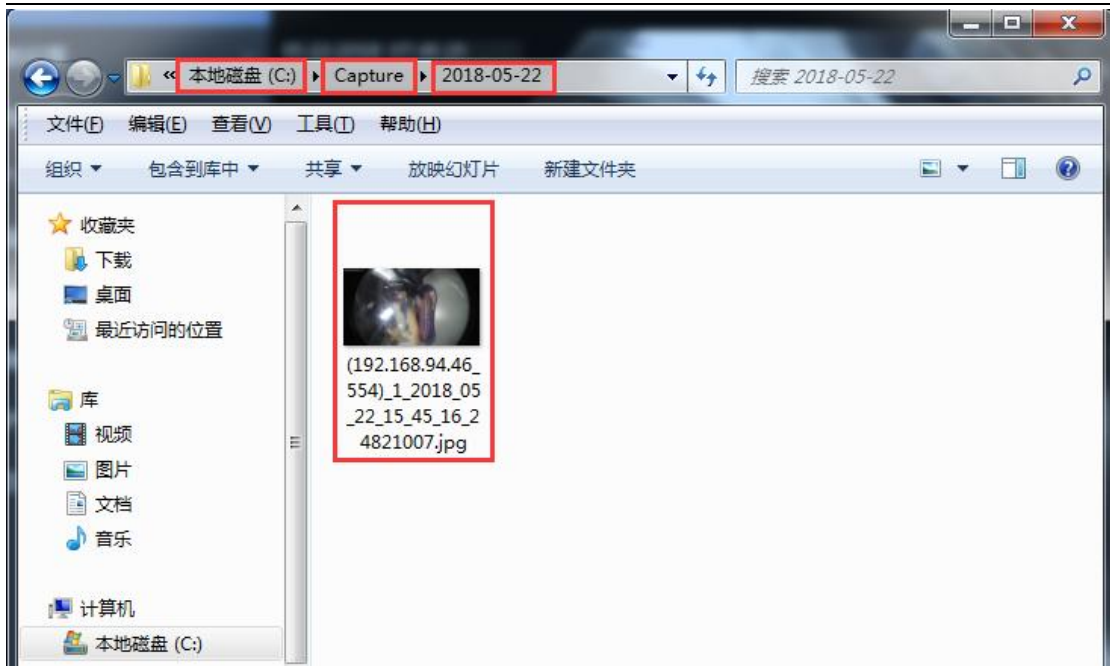 « 本地磁盘 (C:) ▸ Capture ▸ 2018-05-22
搜索 2018-05-22
文件(F) 编辑(E) 查看(V) 工具(T) 帮助(H)
组织 包含到库中 共享 放映幻灯片 新建文件夹
收藏夹
下载
桌面
最近访问的位置
库
视频
图片
文档
音乐
计算机
本地磁盘 (C:)
(192.168.94.46_
554)_1_2018_05
_22_15_45_16_2
4821007.jpg